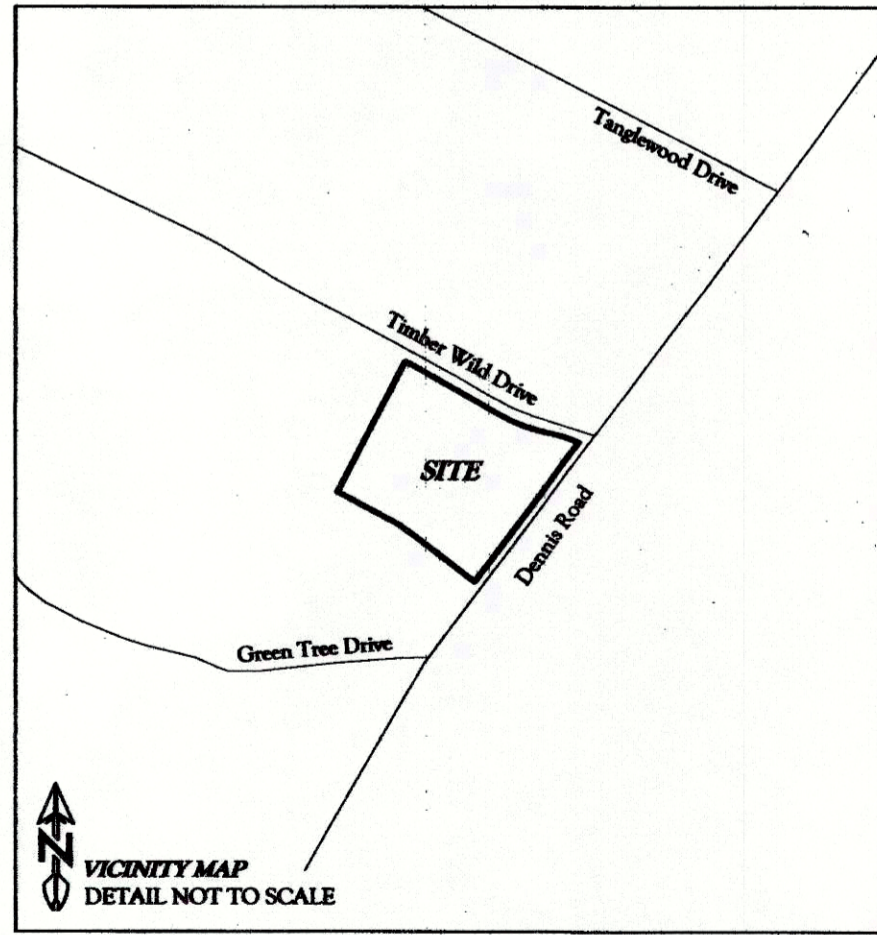 Tanglewood Drive
Timber Wild Drive
SITE
Dennis Road
Green Tree Drive
N
VICINITY MAP
DETAIL NOT TO SCALE